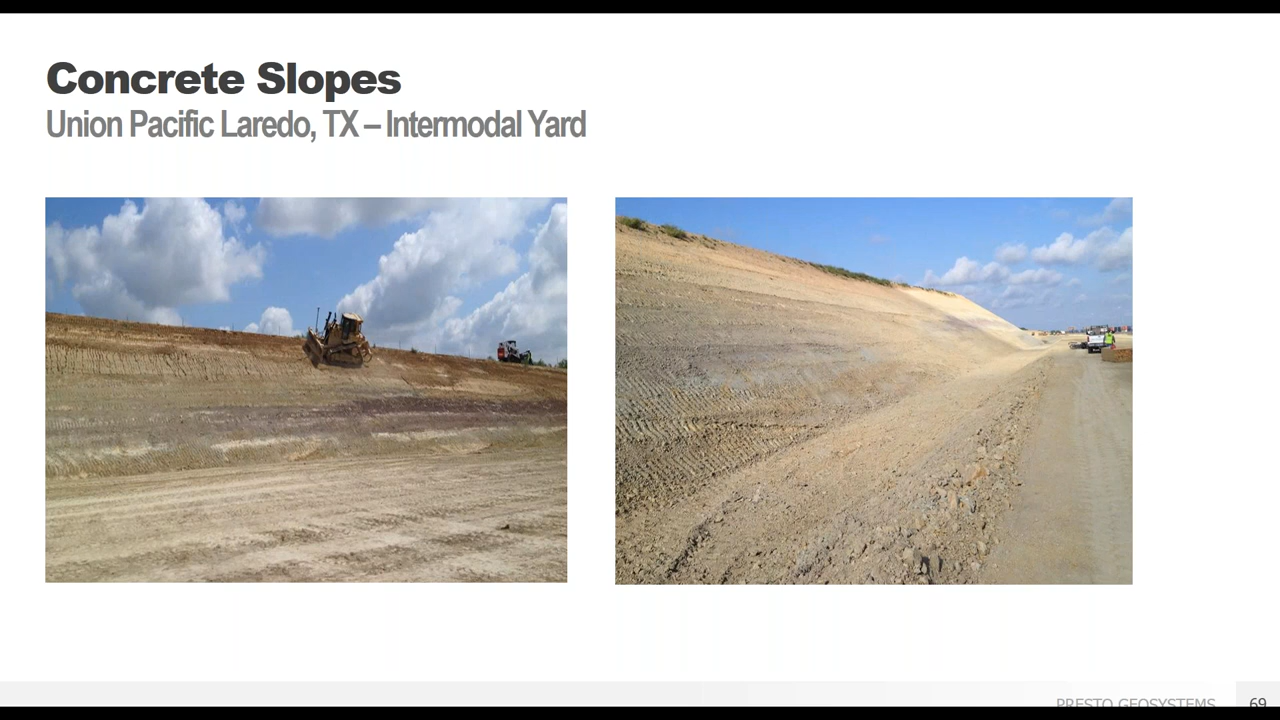 Concrete Slopes
Union Pacific Laredo, TX – Intermodal Yard
PRESTO GEOSYSTEMS
69